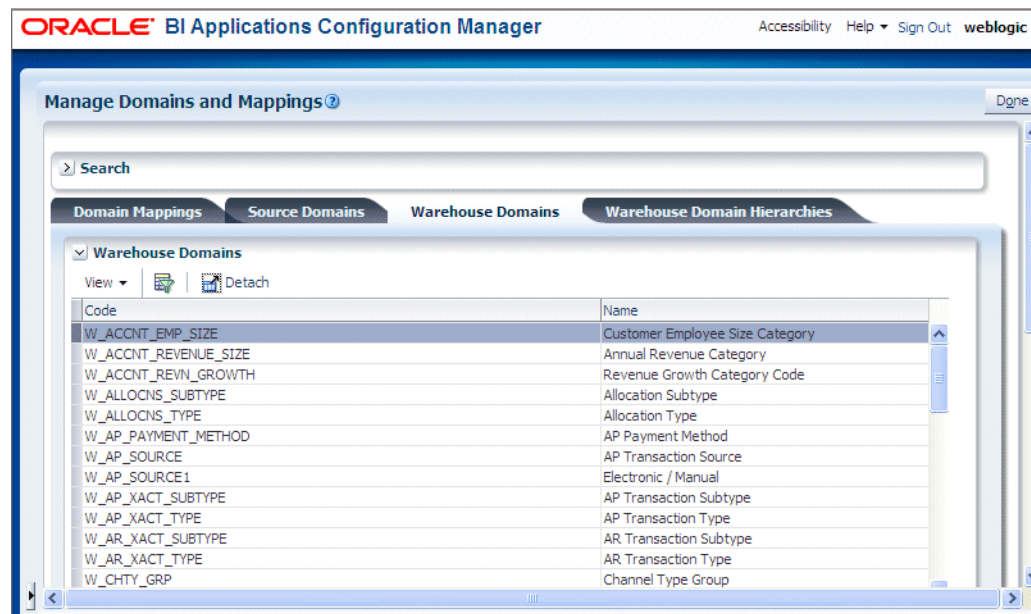 ORACLE BI Applications Configuration Manager Accessibility Help Sign Out weblogic
Manage Domains and Mappings Done
Search
Domain Mappings Source Domains Warehouse Domains Warehouse Domain Hierarchies
Warehouse Domains
View Detach
Code Name
W_ACCNT_EMP_SIZE Customer Employee Size Category
W_ACCNT_REVENUE_SIZE Annual Revenue Category
W_ACCNT_REVN_GROWTH Revenue Growth Category Code
W_ALLOCNS_SUBTYPE Allocation Subtype
W_ALLOCNS_TYPE Allocation Type
W_AP_PAYMENT_METHOD AP Payment Method
W_AP_SOURCE AP Transaction Source
W_AP_SOURCE1 Electronic / Manual
W_AP_XACT_SUBTYPE AP Transaction Subtype
W_AP_XACT_TYPE AP Transaction Type
W_AR_XACT_SUBTYPE AR Transaction Subtype
W_AR_XACT_TYPE AR Transaction Type
W_CHTY_GRP Channel Type Group